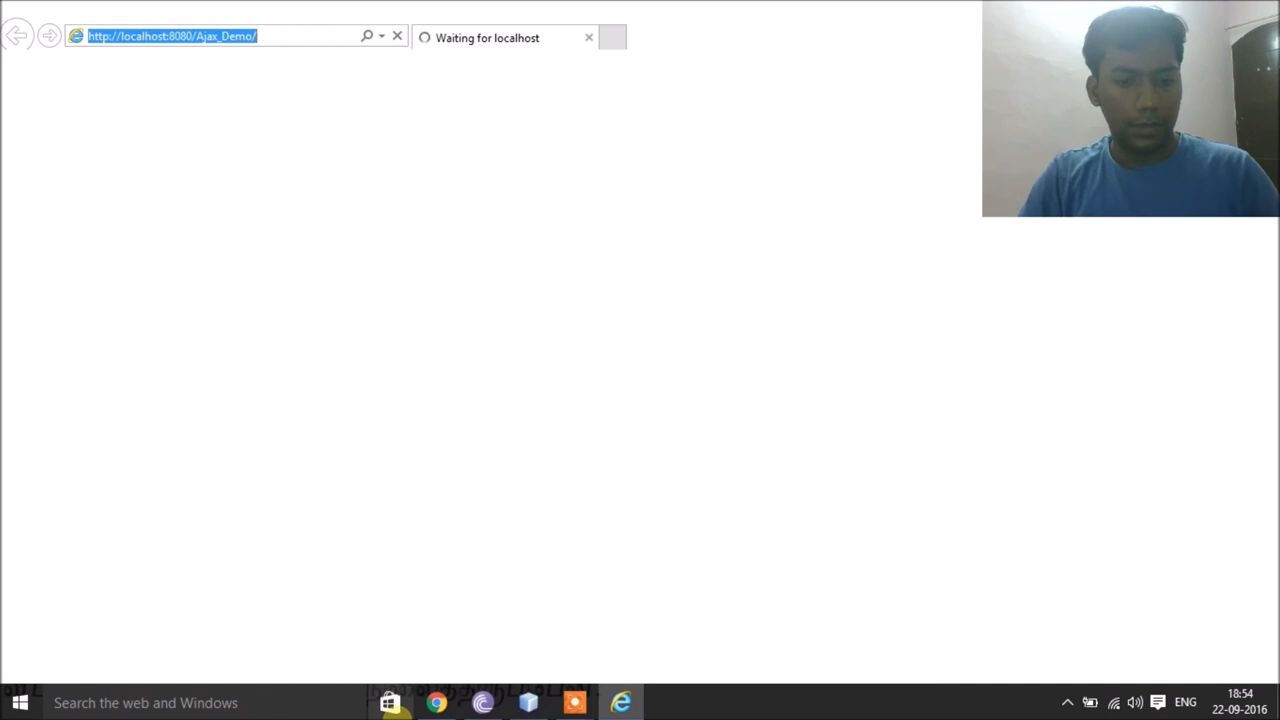 http://localhost:8080/Ajax_Demo/
Waiting for localhost
Search the web and Windows
ENG
18:54
22-09-2016